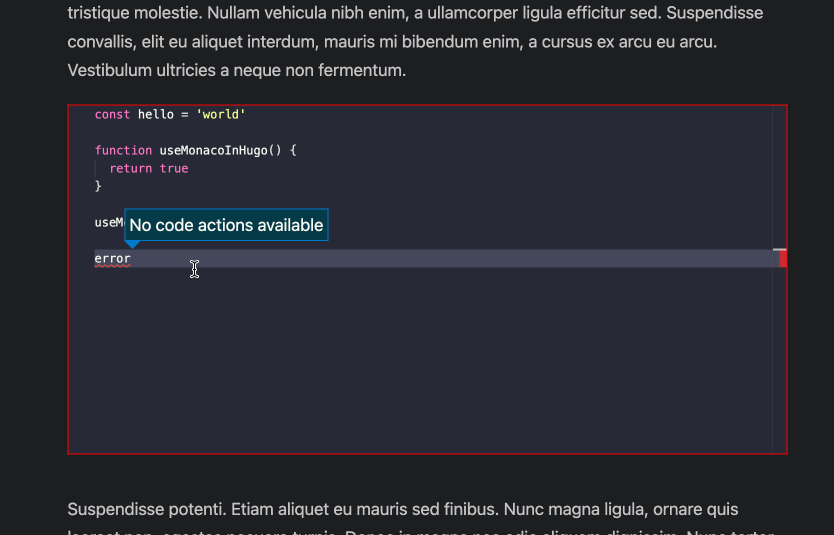 tristique molestie. Nullam vehicula nibh enim, a ullamcorper ligula efficitur sed. Suspendisse
convallis, elit eu aliquet interdum, mauris mi bibendum enim, a cursus ex arcu eu arcu.
Vestibulum ultricies a neque non fermentum.
const hello = 'world'
function useMonacoInHugo() {
return true
}
useM
No code actions available
error
Suspendisse potenti. Etiam aliquet eu mauris sed finibus. Nunc magna ligula, ornare quis